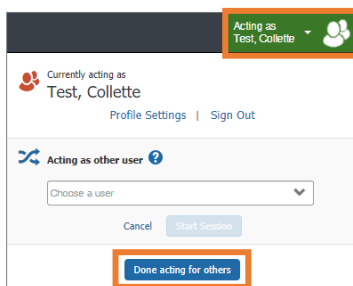 Acting as
Test, Collette
Currently acting as
Test, Collette
Profile Settings | Sign Out
Acting as other user ?
Choose a user
Cancel Start Session
Done acting for others